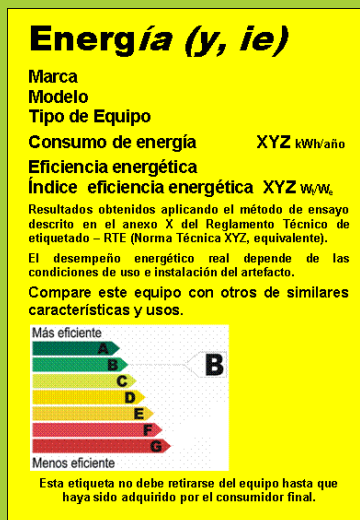 Energía (y, ie)
Marca
Modelo
Tipo de Equipo
Consumo de energía XYZ kWh/año
Eficiencia energética
Índice eficiencia energética XYZ Wt/We
Resultados obtenidos aplicando el método de ensayo
descrito en el anexo X del Reglamento Técnico de
etiquetado – RTE (Norma Técnica XYZ, equivalente).
El desempeño energético real depende de las
condiciones de uso e instalación del artefacto.
Compare este equipo con otros de similares
características y usos.
Más eficiente
A
B B
C
D
E
F
G
Menos eficiente
Esta etiqueta no debe retirarse del equipo hasta que
haya sido adquirido por el consumidor final.